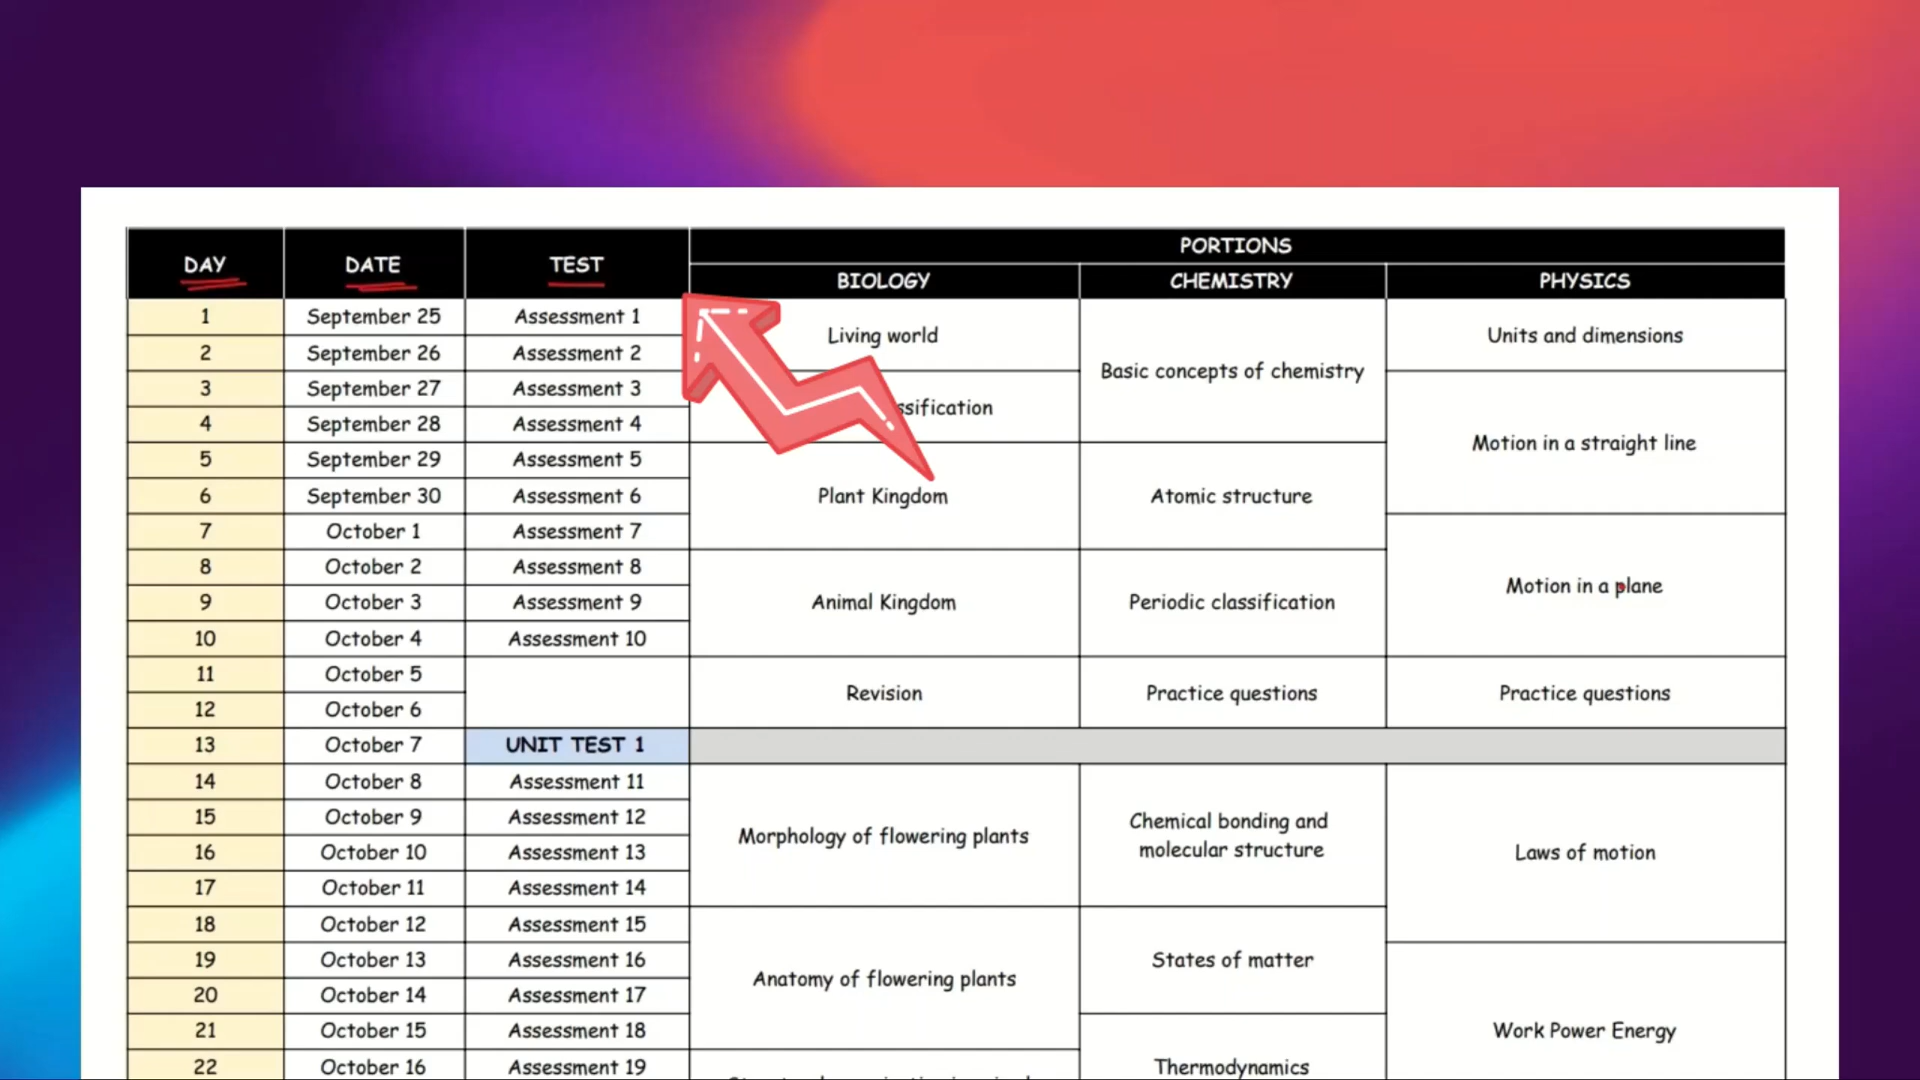 PORTIONS
DAY DATE TEST
BIOLOGY CHEMISTRY PHYSICS
1 September 25 Assessment 1
Living world Units and dimensions
2 September 26 Assessment 2
Basic concepts of chemistry
3 September 27 Assessment 3
ssification
4 September 28 Assessment 4
Motion in a straight line
5 September 29 Assessment 5
6 September 30 Assessment 6 Plant Kingdom Atomic structure
7 October 1 Assessment 7
8 October 2 Assessment 8
Motion in a plane
9 October 3 Assessment 9 Animal Kingdom Periodic classification
10 October 4 Assessment 10
11 October 5
Revision Practice questions Practice questions
12 October 6
13 October 7 UNIT TEST 1
14 October 8 Assessment 11
15 October 9 Assessment 12
Chemical bonding and
Morphology of flowering plants
molecular structure
16 October 10 Assessment 13 Laws of motion
17 October 11 Assessment 14
18 October 12 Assessment 15
19 October 13 Assessment 16 States of matter
Anatomy of flowering plants
20 October 14 Assessment 17
21 October 15 Assessment 18 Work Power Energy
22 October 16 Assessment 19 Thermodynamics